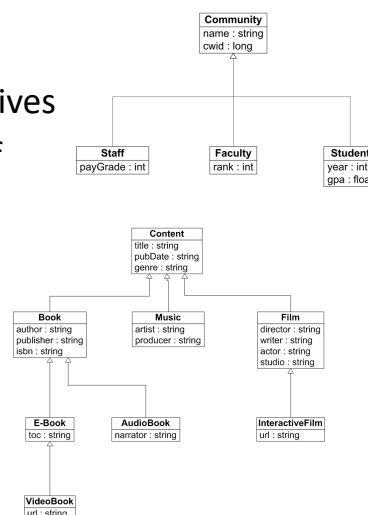 Community
name : string
cwid : long
ives
Staff
payGrade : int
Faculty
rank : int
Student
year : int
gpa : floa
Content
title : string
pubDate : string
genre : string
Book
author : string
publisher : string
isbn : string
Music
artist : string
producer : string
Film
director : string
writer : string
actor : string
studio : string
E-Book
toc : string
AudioBook
narrator : string
InteractiveFilm
url : string
VideoBook
url : string